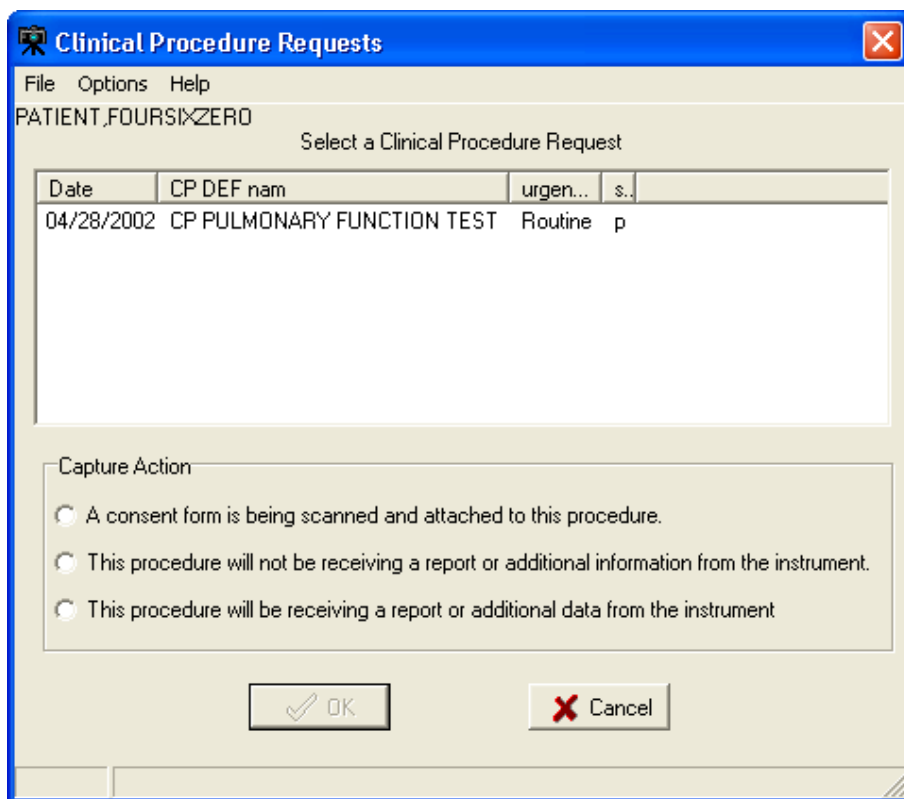 Clinical Procedure Requests
File Options Help
PATIENT,FOURSIXZERO
Select a Clinical Procedure Request
Date CP DEF nam urgen... s..
04/28/2002 CP PULMONARY FUNCTION TEST Routine p
Capture Action
A consent form is being scanned and attached to this procedure.
This procedure will not be receiving a report or additional information from the instrument.
This procedure will be receiving a report or additional data from the instrument
OK Cancel